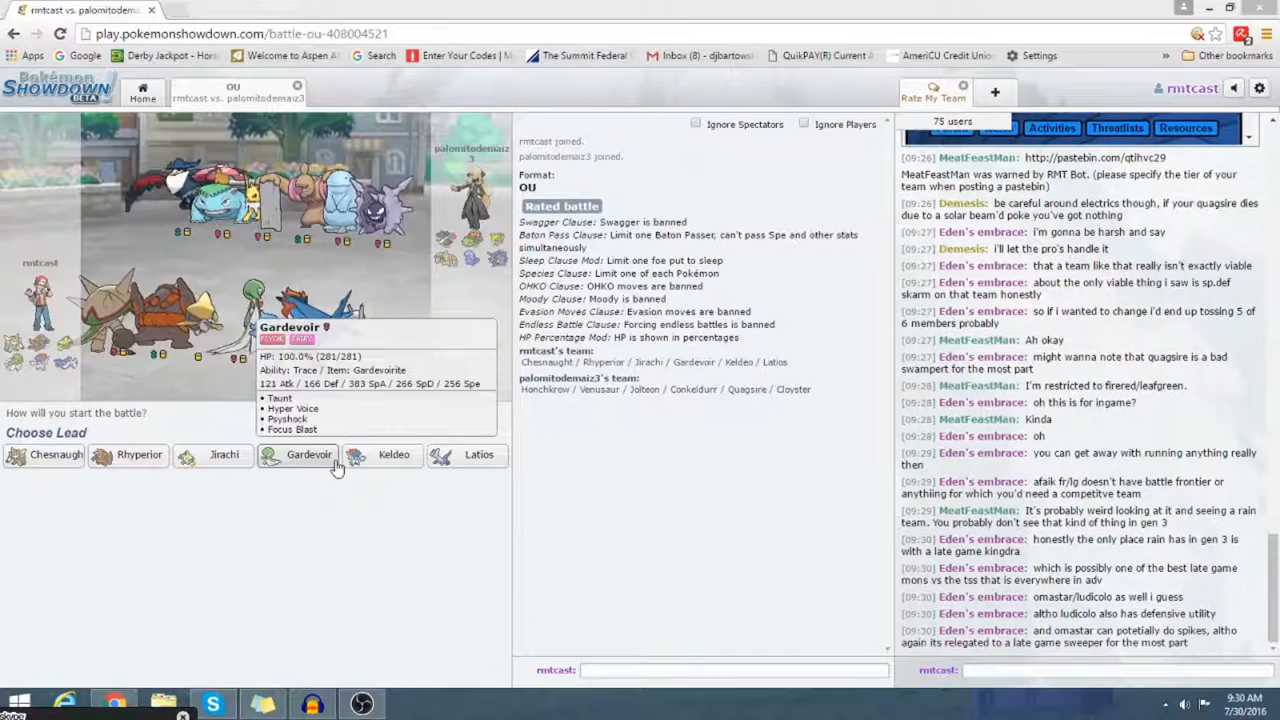 rmtcast vs. palomitodema
play.pokemonshowdown.com/battle-ou-408004521
Apps
Google
Derby Jackpot - Hors
Welcome to Aspen A
Search
Enter Your Codes | M
The Summit Federal C
Inbox (8) - djbartows
QuikPAY(R) Current A
AmeriCU Credit Unio
Settings
Other bookmarks
Pokémon
SHOWDOWN
BETA
Home
OU
rmtcast vs. palomitodemaiz3
Rate My Team
75 users
rmtcast
palomitodemaiz
3
rmtcast
Gardevoir
PSYCHC FAIRY
HP: 100.0% (281/281)
Ability: Trace / Item: Gardevoirite
121 Atk / 166 Def / 383 SpA / 266 SpD / 256 Spe
• Taunt
• Hyper Voice
• Psyshock
• Focus Blast
How will you start the battle?
Choose Lead
Chesnaugh
Rhyperior
Jirachi
Gardevoir
Keldeo
Latios
Ignore Spectators
Ignore Players
rmtcast joined.
palomitodemaiz3 joined.
Format:
OU
Rated battle
Swagger Clause: Swagger is banned
Baton Pass Clause: Limit one Baton Passer, can't pass Spe and other stats
simultaneously
Sleep Clause Mod: Limit one foe put to sleep
Species Clause: Limit one of each Pokémon
OHKO Clause: OHKO moves are banned
Moody Clause: Moody is banned
Evasion Moves Clause: Evasion moves are banned
Endless Battle Clause: Forcing endless battles is banned
HP Percentage Mod: HP is shown in percentages
rmtcast's team:
Chesnaught / Rhyperior / Jirachi / Gardevoir / Keldeo / Latios
palomitodemaiz3's team:
Honchkrow / Venusaur / Jolteon / Conkeldurr / Quagsire / Cloyster
rmtcast:
Activities
Threatlists
Resources
[09:26] MeatFeastMan: http://pastebin.com/qtihvc29
MeatFeastMan was warned by RMT Bot. (please specify the tier of your
team when posting a pastebin)
[09:26] Demesis: be careful around electrics though, if your quagsire dies
due to a solar beam'd poke you've got nothing
[09:27] Eden's embrace: i'm gonna be harsh and say
[09:27] Demesis: i'll let the pro's handle it
[09:27] Eden's embrace: that a team like that really isn't exactly viable
[09:27] Eden's embrace: about the only viable thing i saw is sp.def
skarm on that team honestly
[09:27] Eden's embrace: so if i wanted to change i'd end up tossing 5 of
6 members probably
[09:27] MeatFeastMan: Ah okay
[09:27] Eden's embrace: might wanna note that quagsire is a bad
swampert for the most part
[09:28] MeatFeastMan: I'm restricted to firered/leafgreen.
[09:28] Eden's embrace: oh this is for ingame?
[09:28] MeatFeastMan: Kinda
[09:28] Eden's embrace: oh
[09:28] Eden's embrace: you can get away with running anything really
then
[09:29] Eden's embrace: afaik fr/lg doesn't have battle frontier or
anythiing for which you'd need a competitve team
[09:29] MeatFeastMan: It's probably weird looking at it and seeing a rain
team. You probably don't see that kind of thing in gen 3
[09:30] Eden's embrace: honestly the only place rain has in gen 3 is
with a late game kingdra
[09:30] Eden's embrace: which is possibly one of the best late game
mons vs the tss that is everywhere in adv
[09:30] Eden's embrace: omastar/ludicolo as well i guess
[09:30] Eden's embrace: altho ludicolo also has defensive utility
[09:30] Eden's embrace: and omastar can potetially do spikes, altho
again its relegated to a late game sweeper for the most part
rmtcast:
9:30 AM
7/30/2016
skype